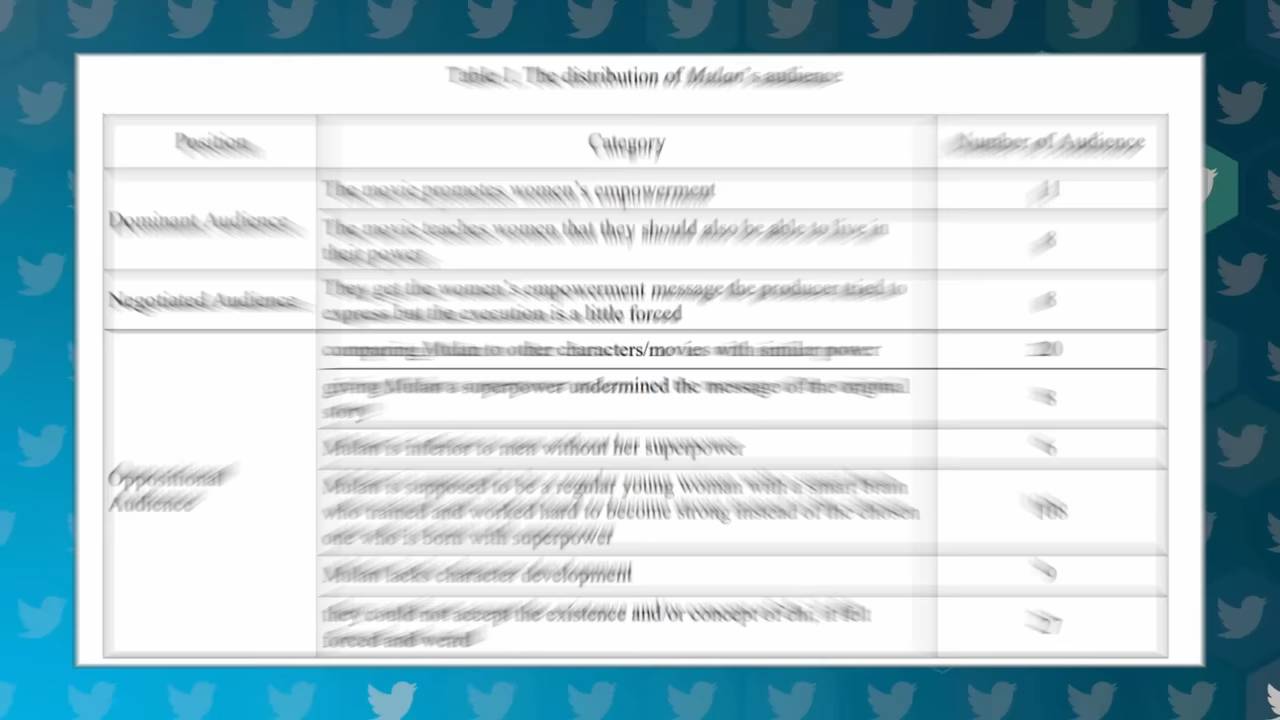 Table 1. The distribution of Mulan's audience
Position
Category
Number of Audience
Dominant Audience
The movie promotes women's empowerment
11
The movie teaches women that they should also be able to live in
their power
8
Negotiated Audience
They get the women's empowerment message the producer tried to
express but the execution is a little forced
8
Oppositional
Audience
comparing Mulan to other characters/movies with similar power
20
giving Mulan a superpower undermined the message of the original
story
8
Mulan is inferior to men without her superpower
6
Mulan is supposed to be a regular young woman with a smart brain
who trained and worked hard to become strong instead of the chosen
one who is born with superpower
Mulan lacks character development
9
they could not accept the existence and/or concept of chi, it felt
forced and weird